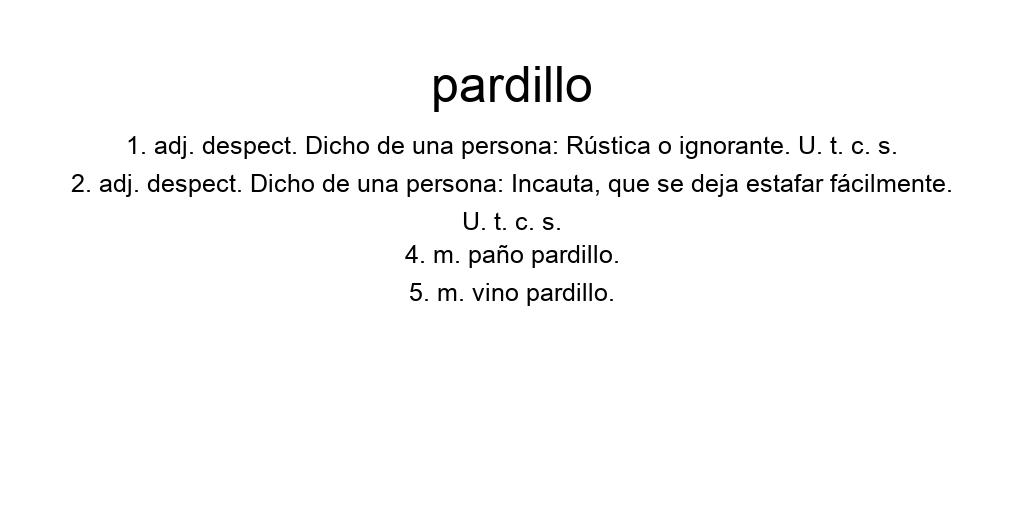 pardillo
1. adj. despect. Dicho de una persona: Rústica o ignorante. U. t. c. s.
2. adj. despect. Dicho de una persona: Incauta, que se deja estafar fácilmente.
U. t. c. s.
4. m. paño pardillo.
5. m. vino pardillo.